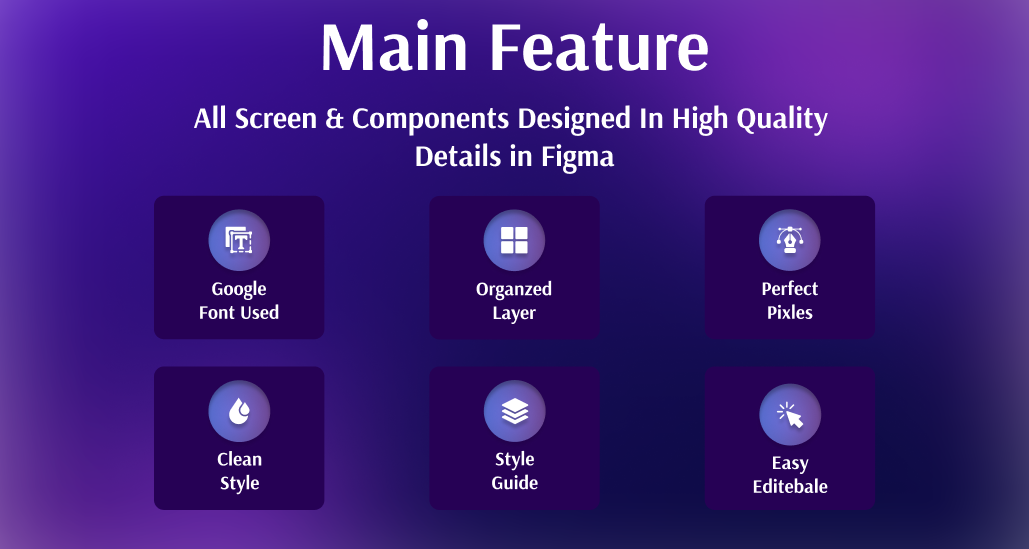 Main Feature
All Screen & Components Designed In High Quality
Details in Figma
Google
Font Used
Organzed
Layer
Perfect
Pixles
Clean
Style
Style
Guide
Easy
Editebale